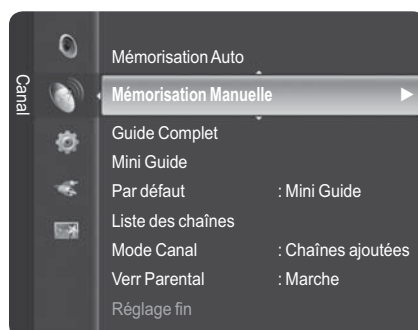 Canal
Mémorisation Auto
Mémorisation Manuelle
Guide Complet
Mini Guide
Par défaut : Mini Guide
Liste des chaînes
Mode Canal : Chaînes ajoutées
Verr Parental : Marche
Réglage fin